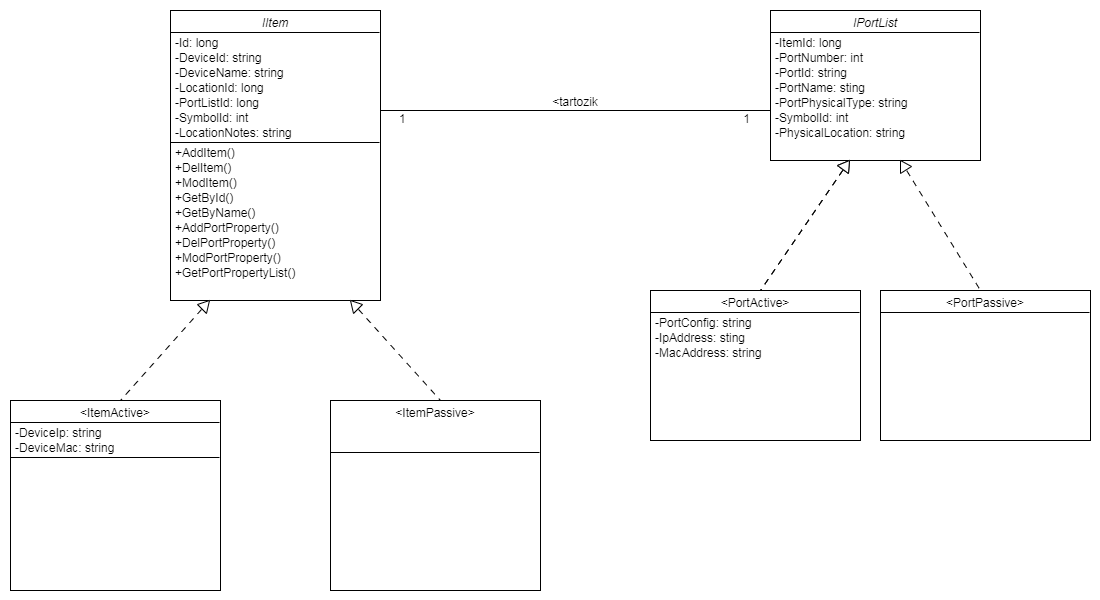 IItem
-Id: long
-DeviceId: string
-DeviceName: string
-LocationId: long
-PortListId: long
-SymbolId: int
-LocationNotes: string
+AddItem()
+DelItem()
+ModItem()
+GetById()
+GetByName()
+AddPortProperty()
+DelPortProperty()
+ModPortProperty()
+GetPortPropertyList()
<tartozik
1
1
IPortList
-ItemId: long
-PortNumber: int
-PortId: string
-PortName: sting
-PortPhysicalType: string
-SymbolId: int
-PhysicalLocation: string
<PortActive>
-PortConfig: string
-IpAddress: sting
-MacAddress: string
<PortPassive>
<ItemActive>
-DeviceIp: string
-DeviceMac: string
<ItemPassive>